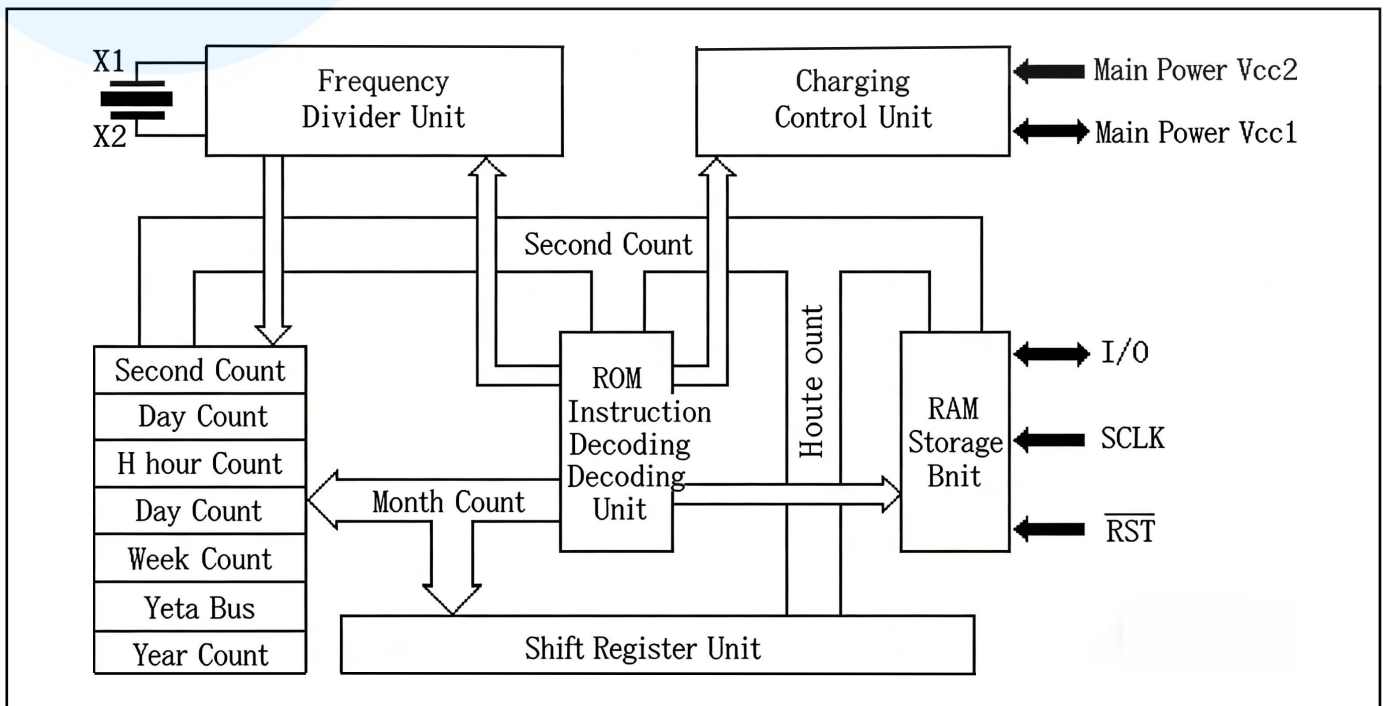 X1
X2
Frequency
Divider Unit
Charging
Control Unit
Main Power Vcc2
Main Power Vcc1
Second Count
Houte ount
Second Count
Day Count
H hour Count
Day Count
Week Count
Yeta Bus
Year Count
Month Count
ROM
Instruction
Decoding
Decoding
Unit
RAM
Storage
Bnit
I/O
SCLK
R̅S̅T̅
Shift Register Unit